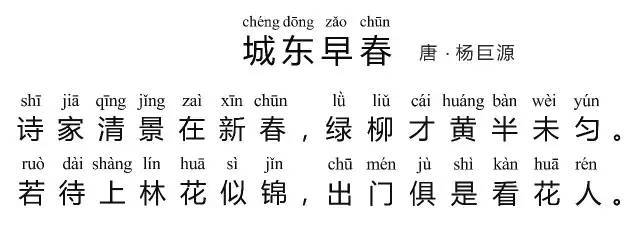 chéng dōng zǎo chūn
城东早春 唐·杨巨源
shī jiā qīng jǐng zaì xīn chūn lǜ liǔ cái huáng bàn wèi yún
诗家清景在新春，绿柳才黄半未匀。
ruò dài shàng lín huā sì jǐn chū mén jù shì kàn huā rén
若待上林花似锦，出门俱是看花人。